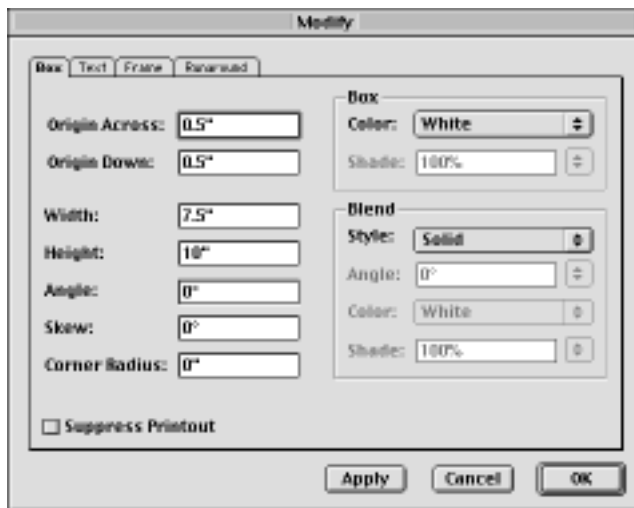 Modify
Box Text Frame Runaround
Origin Across: 0.5"
Origin Down: 0.5"
Width: 7.5"
Height: 10"
Angle: 0°
Skew: 0°
Corner Radius: 0"
Suppress Printout
Box
Color: White
Shade: 100%
Blend
Style: Solid
Angle: 0°
Color: White
Shade: 100%
Apply Cancel OK